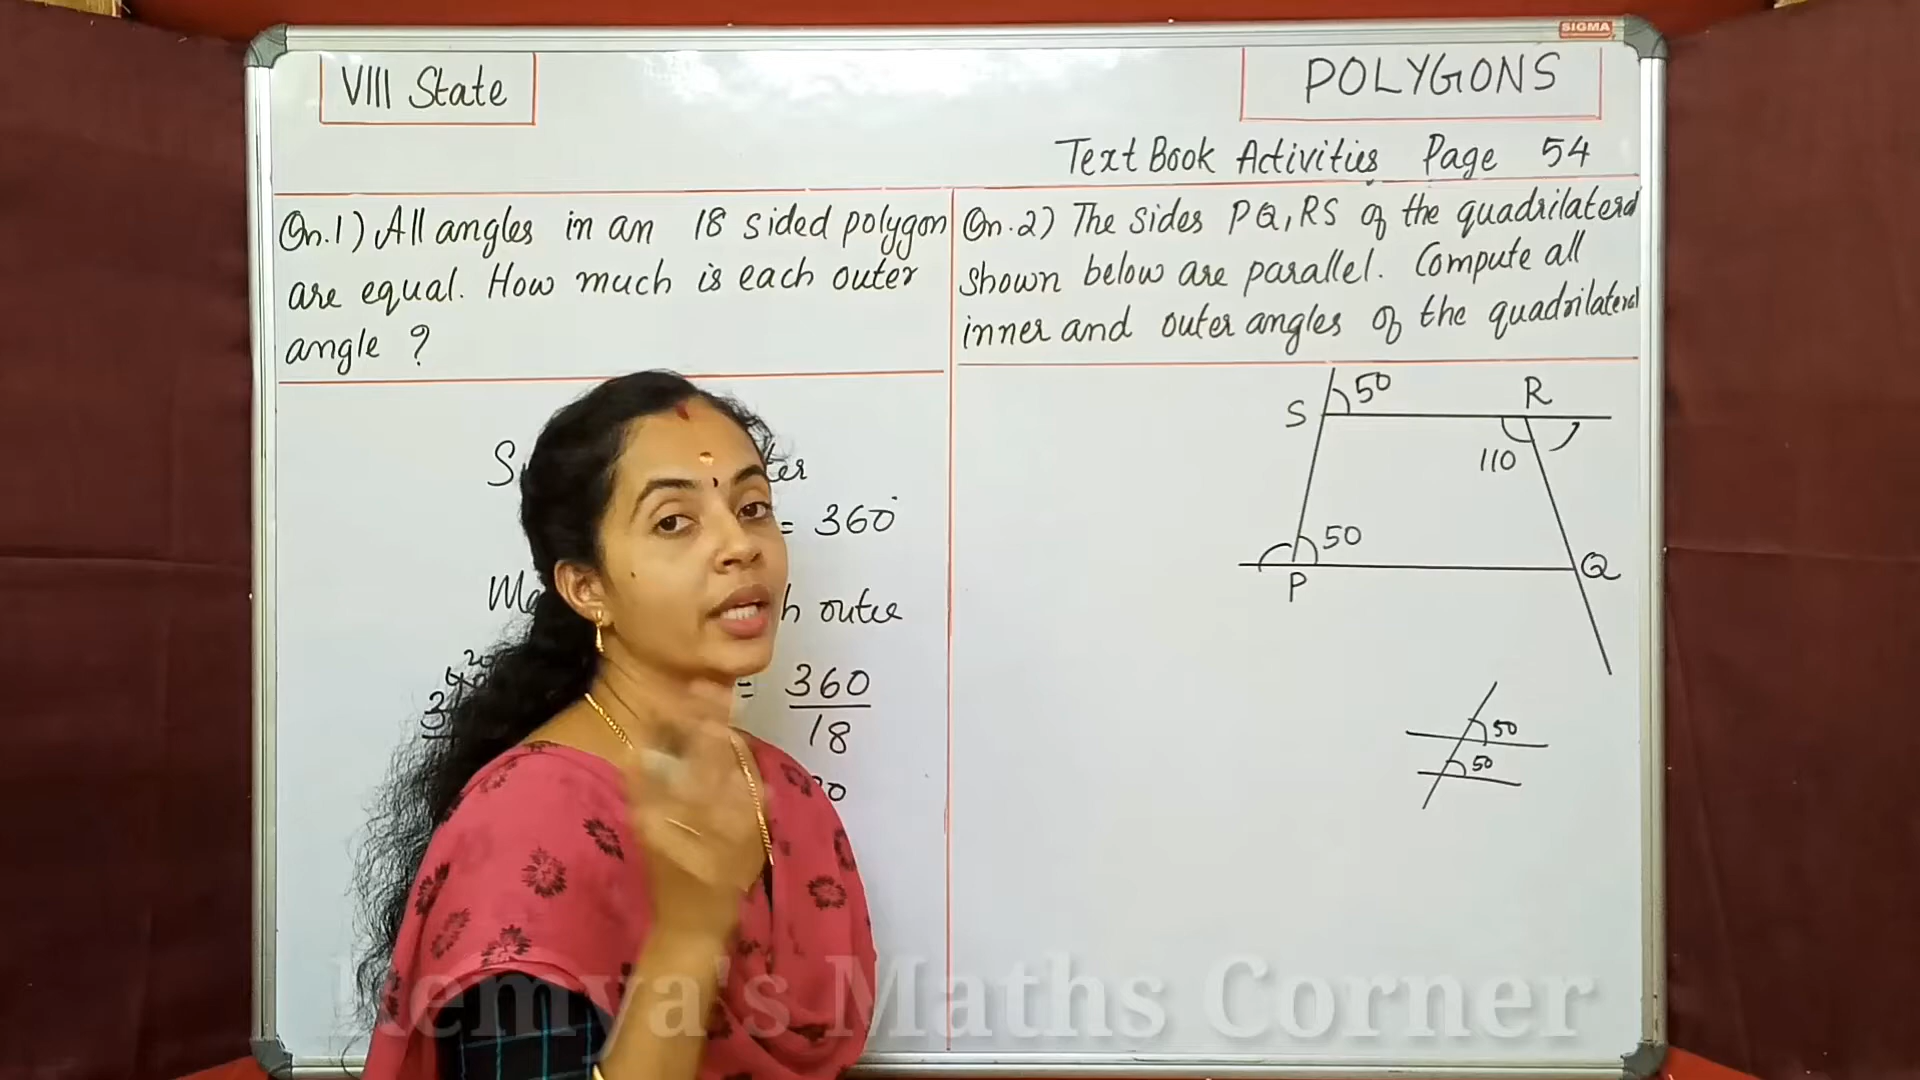 SIGMA
VIII State
POLYGONS
Text Book Activities Page 54
Qn.1) All angles in an 18 sided polygon
are equal. How much is each outer
angle ?
= 360°
outer
= 360
18
Qn.2) The sides PQ, RS of the quadrilateral
shown below are parallel. Compute all
inner and outer angles of the quadrilateral
50
S
R
110
50
P
Q
50
50
Remya's Maths Corner